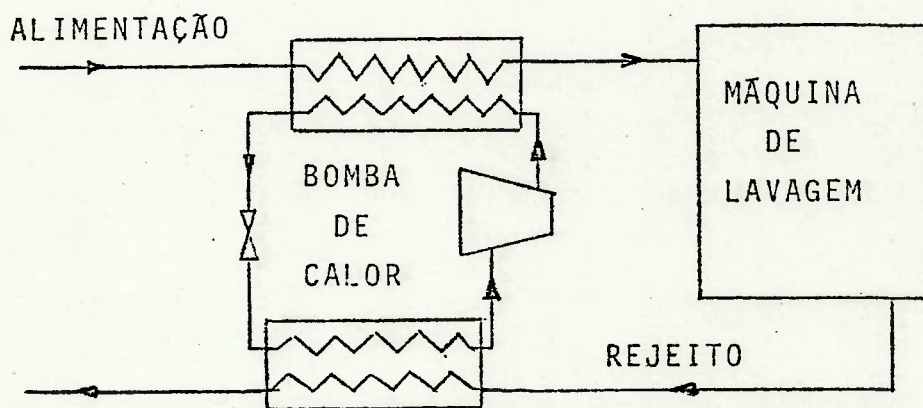 ALIMENTAÇÃO
MÁQUINA
DE
LAVAGEM
BOMBA
DE
CALOR
REJEITO